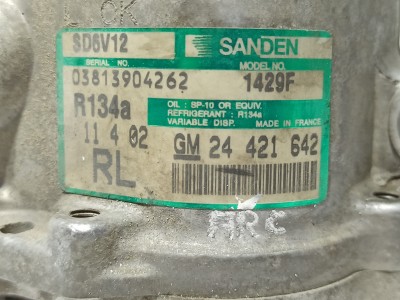 OK
SD6V12 SANDEN
SERIAL NO. MODEL NO.
03813904262 1429F
R134a
OIL : SP-10 OR EQUIV.
REFRIGERANT : R134a
VARIABLE DISP. MADE IN FRANCE
11 4 02
GM 24 421 642
RL